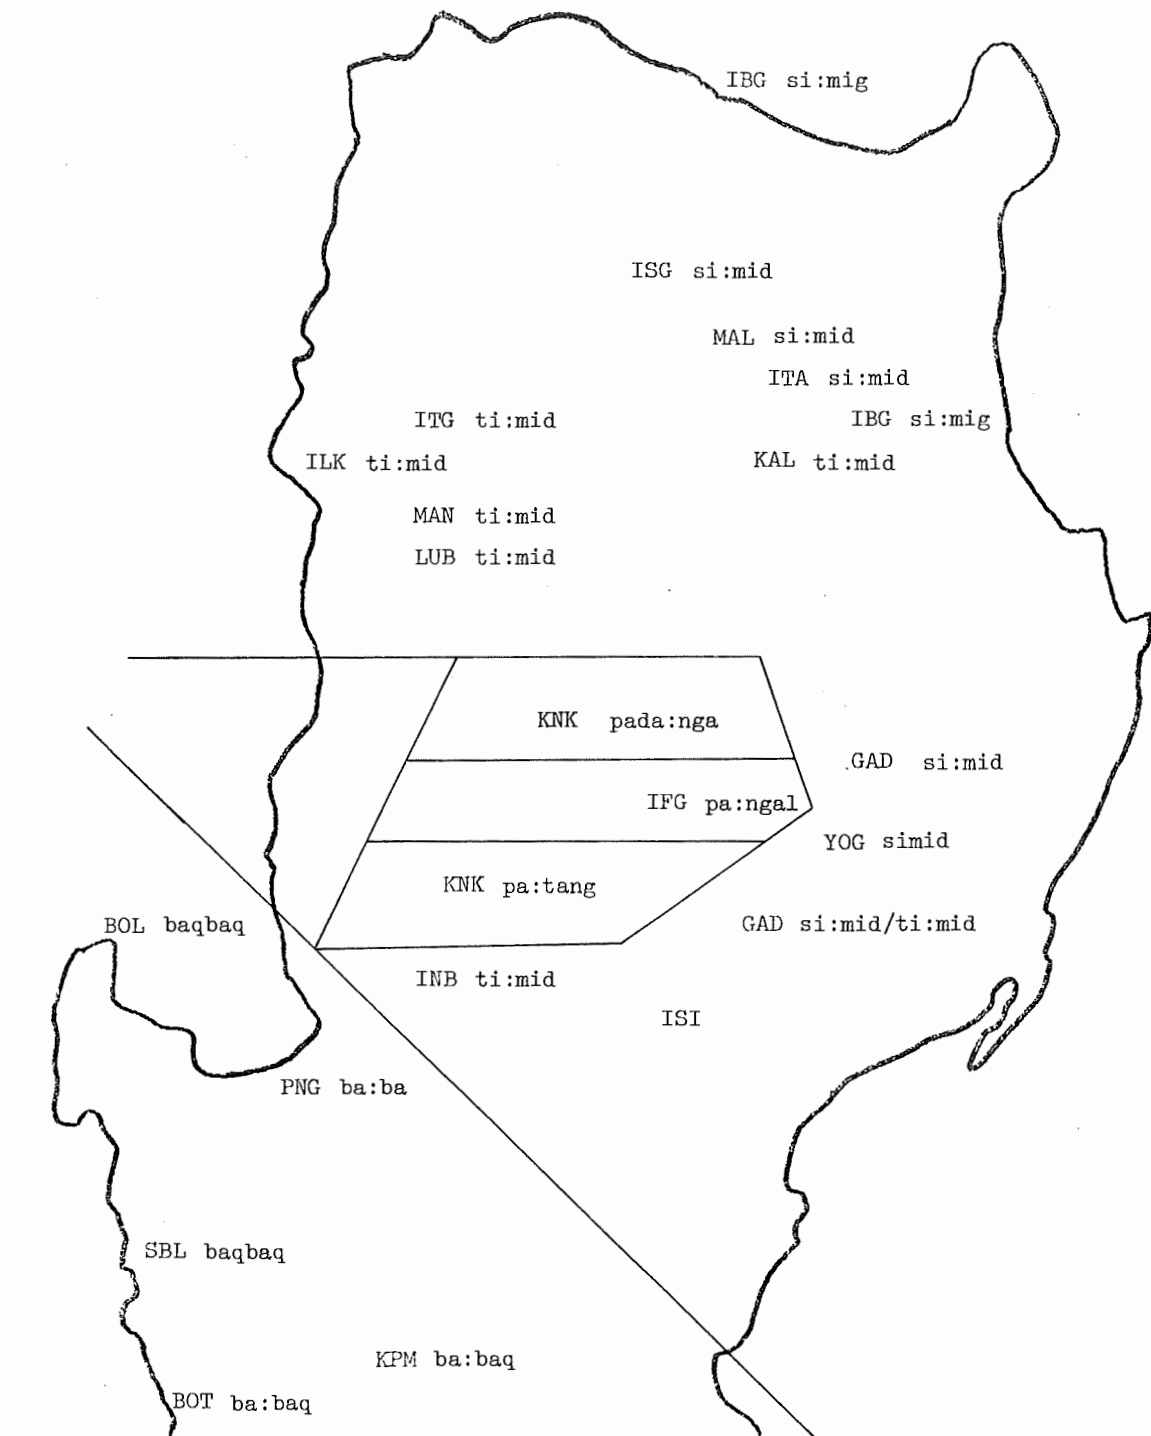 IBG si:mig
ISG si:mid
MAL si:mid
ITA si:mid
ITG ti:mid
IBG si:mig
ILK ti:mid
KAL ti:mid
MAN ti:mid
LUB ti:mid
KNK pada:nga
GAD si:mid
IFG pa:ngal
YOG simid
KNK pa:tang
GAD si:mid/ti:mid
BOL baqbaq
INB ti:mid
ISI
PNG ba:ba
SBL baqbaq
KPM ba:baq
BOT ba:baq